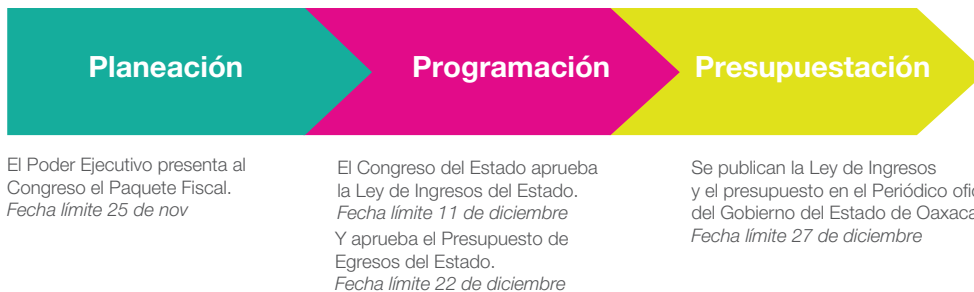 Planeación
Programación
Presupuestación
El Poder Ejecutivo presenta al
Congreso el Paquete Fiscal.
Fecha límite 25 de nov
El Congreso del Estado aprueba
la Ley de Ingresos del Estado.
Fecha límite 11 de diciembre
Y aprueba el Presupuesto de
Egresos del Estado.
Fecha límite 22 de diciembre
Se publican la Ley de Ingresos
y el presupuesto en el Periódico
del Gobierno del Estado de Oaxaca
Fecha límite 27 de diciembre